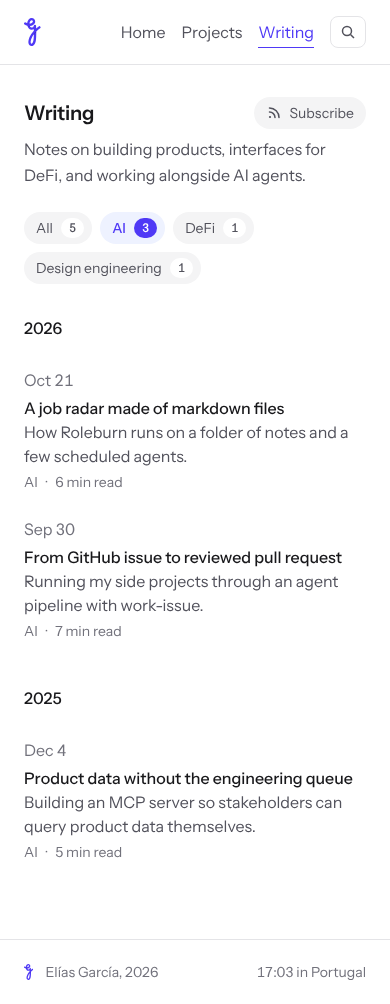 Home Projects Writing
Writing
Subscribe
Notes on building products, interfaces for
DeFi, and working alongside AI agents.
All 5 AI 3 DeFi 1
Design engineering 1
2026
Oct 21
A job radar made of markdown files
How Roleburn runs on a folder of notes and a
few scheduled agents.
AI · 6 min read
Sep 30
From GitHub issue to reviewed pull request
Running my side projects through an agent
pipeline with work-issue.
AI · 7 min read
2025
Dec 4
Product data without the engineering queue
Building an MCP server so stakeholders can
query product data themselves.
AI · 5 min read
Elías García, 2026
17:03 in Portugal